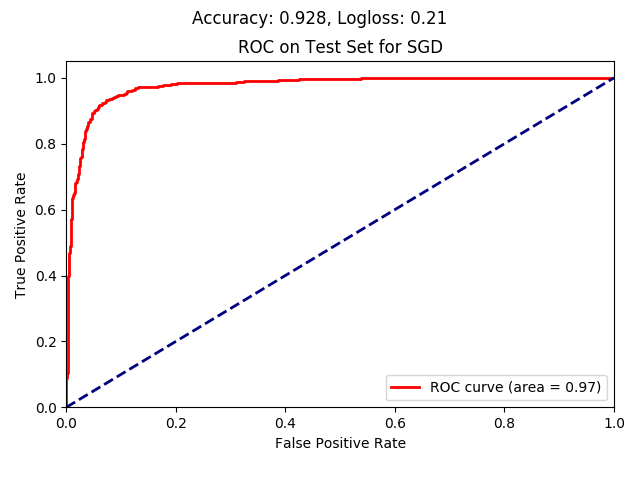 Accuracy: 0.928, Logloss: 0.21
ROC on Test Set for SGD
1.0
0.8
0.6
0.4
0.2
0.0
True Positive Rate
ROC curve (area = 0.97)
0.0 0.2 0.4 0.6 0.8 1.0
False Positive Rate